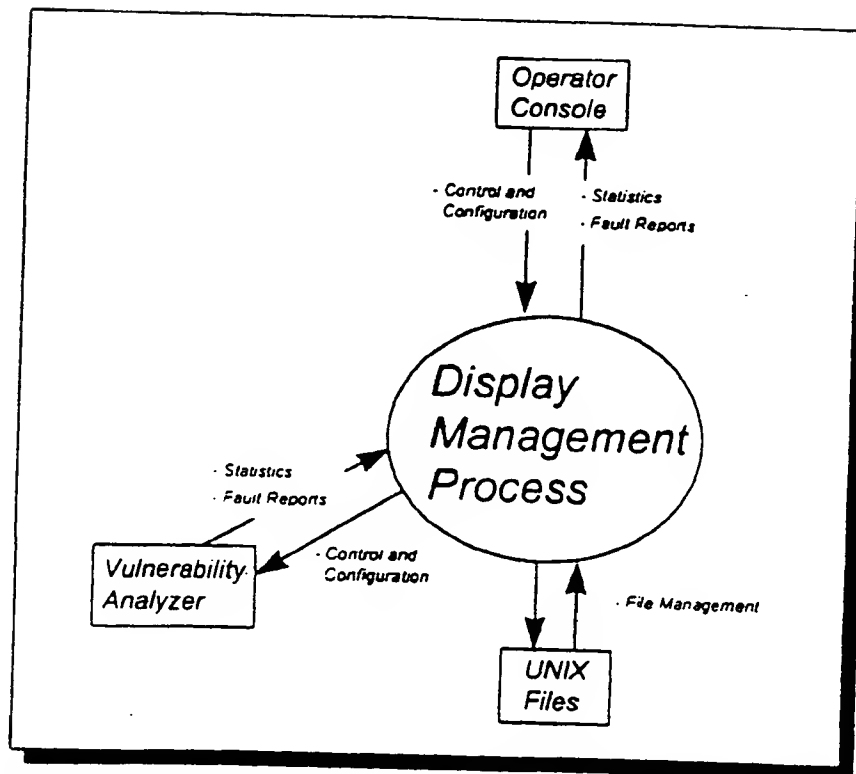 Operator
Console
- Control and
Configuration
- Statistics
- Fault Reports
Display
Management
Process
- Statistics
- Fault Reports
- Control and
Configuration
Vulnerability
Analyzer
- File Management
UNIX
Files